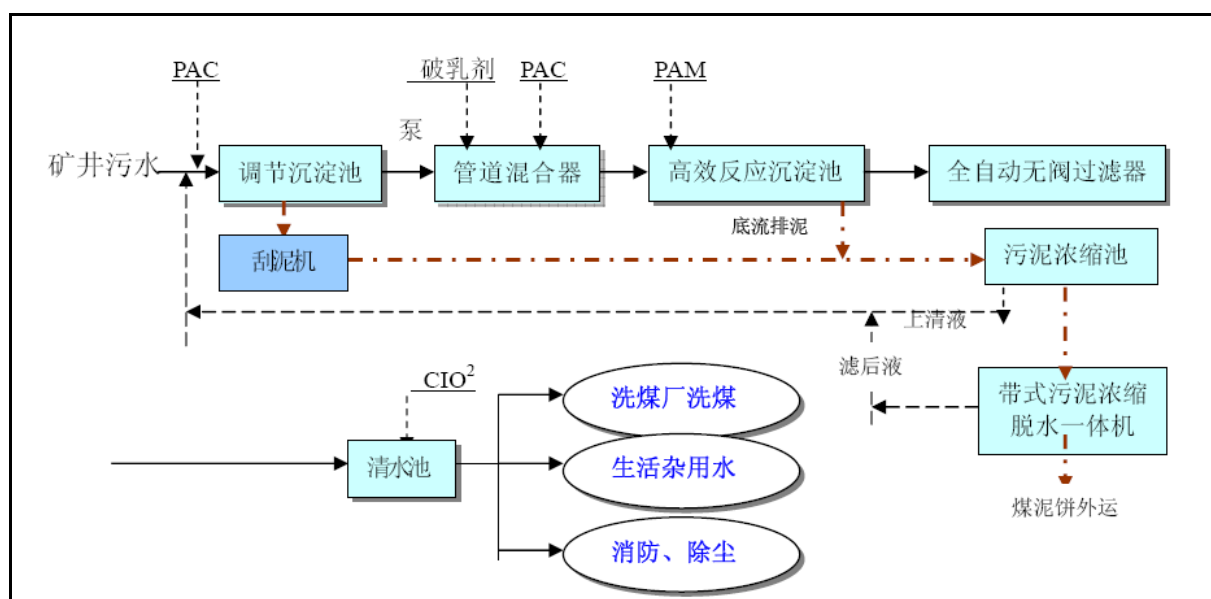 PAC
破乳剂
PAC
PAM
泵
矿井污水
调节沉淀池
管道混合器
高效反应沉淀池
全自动无阀过滤器
底流排泥
刮泥机
污泥浓缩池
上清液
滤后液
CIO²
洗煤厂洗煤
带式污泥浓缩
脱水一体机
清水池
生活杂用水
煤泥饼外运
消防、除尘